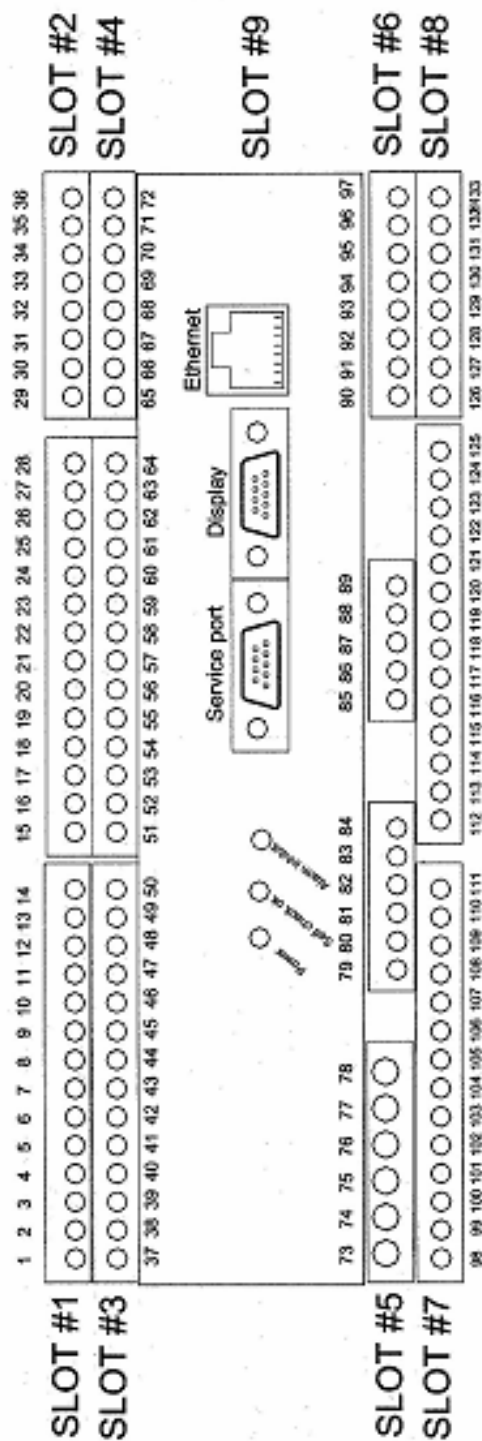 1 2 3 4 5 6 7 8 9 10 11 12 13 14 15 16 17 18 19 20 21 22 23 24 25 26 27 28 29 30 31 32 33 34 35 36
SLOT #1 SLOT #2
SLOT #3 SLOT #4
37 38 39 40 41 42 43 44 45 46 47 48 49 50 51 52 53 54 55 56 57 58 59 60 61 62 63 64 65 66 67 68 69 70 71 72
Service port Display Ethernet
SLOT #9
Power Self check ok Alarm Inhibit
73 74 75 76 77 78 79 80 81 82 83 84 85 86 87 88 89 90 91 92 93 94 95 96 97
SLOT #5 SLOT #6
SLOT #7 SLOT #8
98 99 100 101 102 103 104 105 106 107 108 109 110 111 112 113 114 115 116 117 118 119 120 121 122 123 124 125 126 127 128 129 130 131 132 133